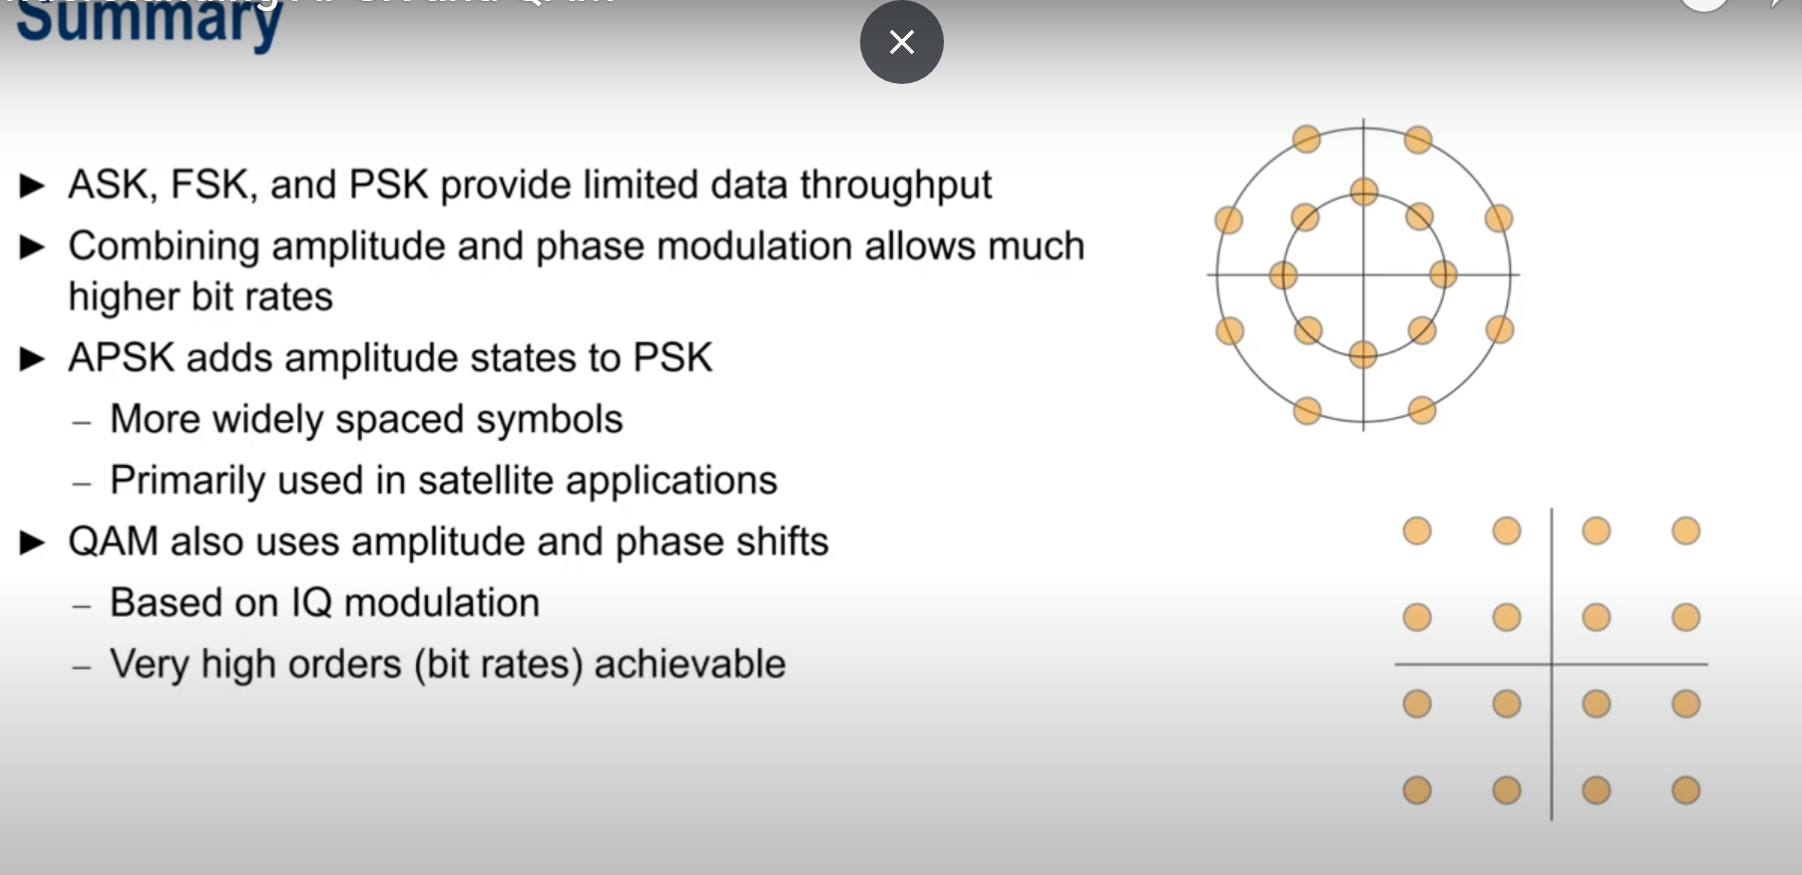 Summary
► ASK, FSK, and PSK provide limited data throughput
► Combining amplitude and phase modulation allows much
higher bit rates
► APSK adds amplitude states to PSK
– More widely spaced symbols
– Primarily used in satellite applications
► QAM also uses amplitude and phase shifts
– Based on IQ modulation
– Very high orders (bit rates) achievable